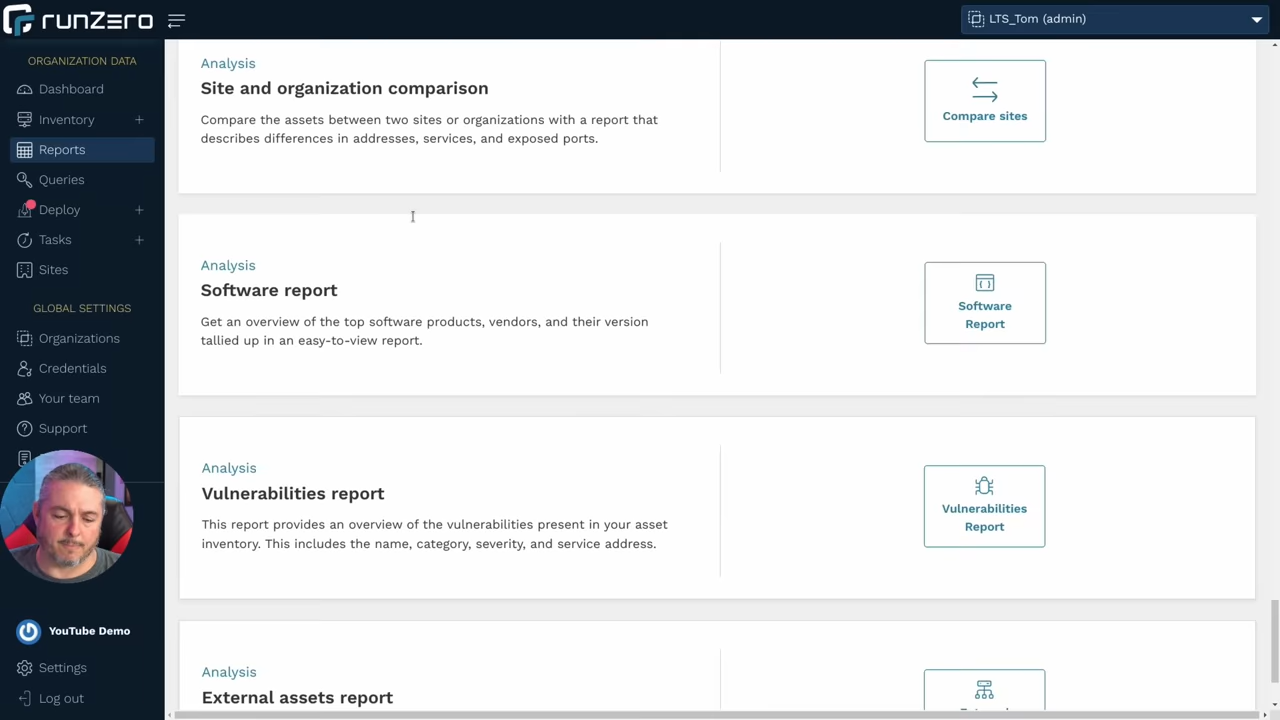 runZero
LTS_Tom (admin)
ORGANIZATION DATA
Dashboard
Inventory
Reports
Queries
Deploy
Tasks
Sites
GLOBAL SETTINGS
Organizations
Credentials
Your team
Support
YouTube Demo
Settings
Log out
Analysis
Site and organization comparison
Compare the assets between two sites or organizations with a report that
describes differences in addresses, services, and exposed ports.
Compare sites
Analysis
Software report
Get an overview of the top software products, vendors, and their version
tallied up in an easy-to-view report.
Software
Report
Analysis
Vulnerabilities report
This report provides an overview of the vulnerabilities present in your asset
inventory. This includes the name, category, severity, and service address.
Vulnerabilities
Report
Analysis
External assets report